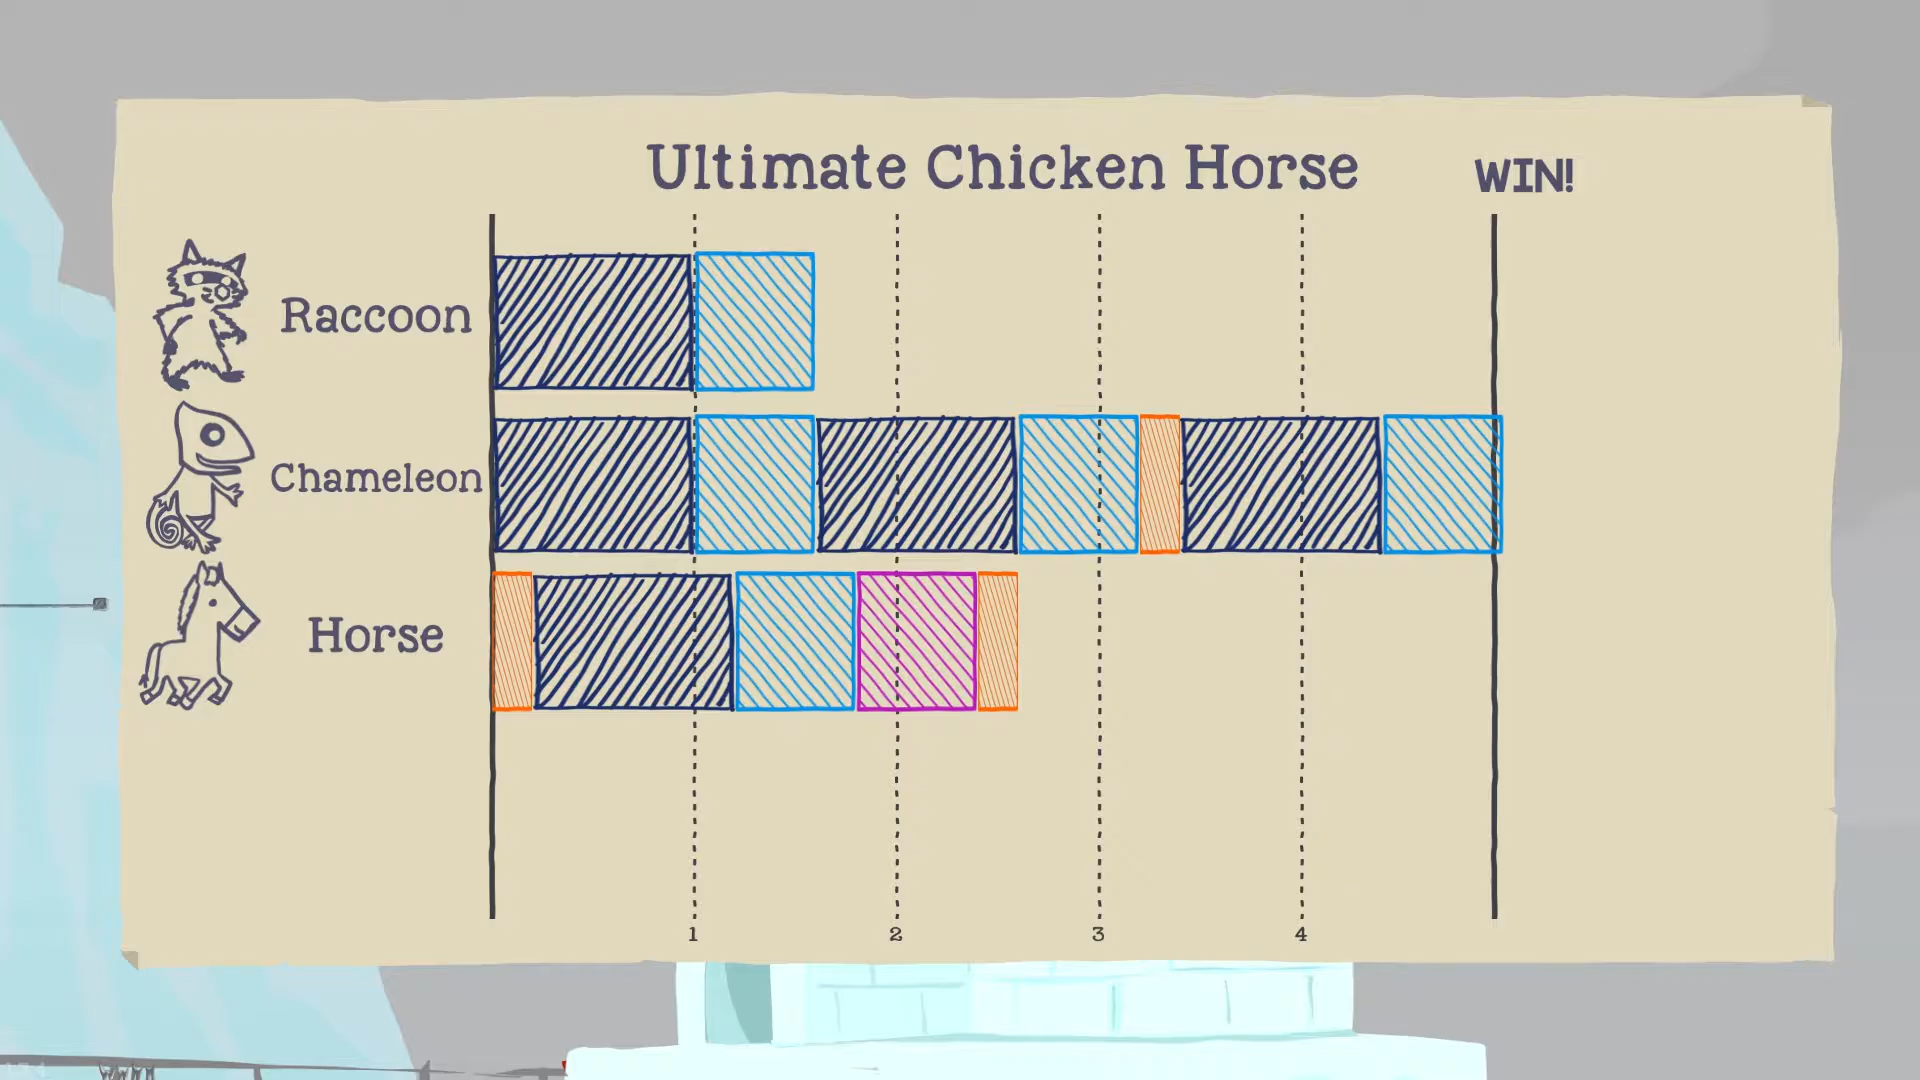 Ultimate Chicken Horse
WIN!
Raccoon
Chameleon
Horse
1 2 3 4